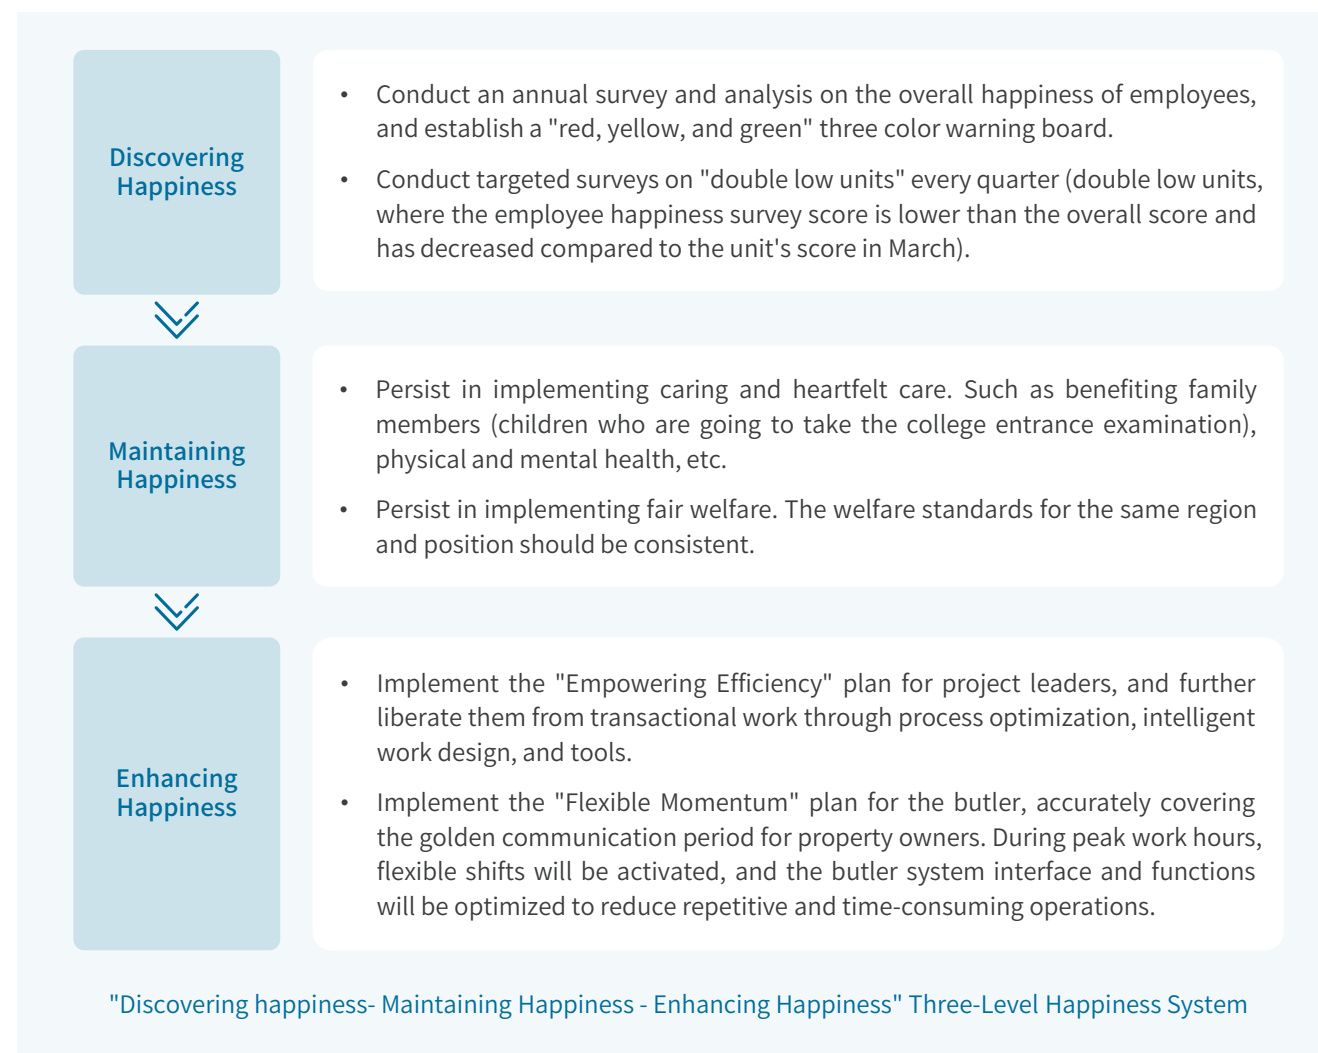 Discovering
Happiness
• Conduct an annual survey and analysis on the overall happiness of employees,
and establish a "red, yellow, and green" three color warning board.
• Conduct targeted surveys on "double low units" every quarter (double low units,
where the employee happiness survey score is lower than the overall score and
has decreased compared to the unit's score in March).
Maintaining
Happiness
• Persist in implementing caring and heartfelt care. Such as benefiting family
members (children who are going to take the college entrance examination),
physical and mental health, etc.
• Persist in implementing fair welfare. The welfare standards for the same region
and position should be consistent.
Enhancing
Happiness
• Implement the "Empowering Efficiency" plan for project leaders, and further
liberate them from transactional work through process optimization, intelligent
work design, and tools.
• Implement the "Flexible Momentum" plan for the butler, accurately covering
the golden communication period for property owners. During peak work hours,
flexible shifts will be activated, and the butler system interface and functions
will be optimized to reduce repetitive and time-consuming operations.
"Discovering happiness- Maintaining Happiness - Enhancing Happiness" Three-Level Happiness System